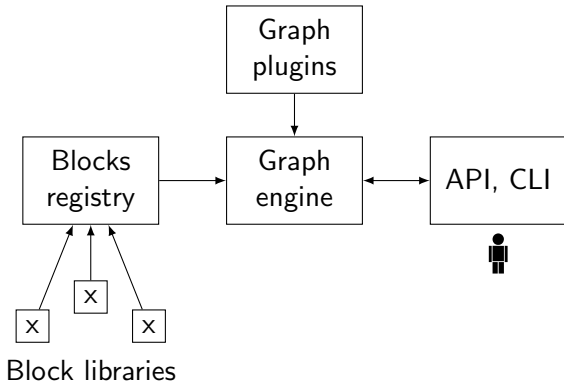 Graph
plugins
Blocks
registry
Graph
engine
API, CLI
x
x
x
Block libraries